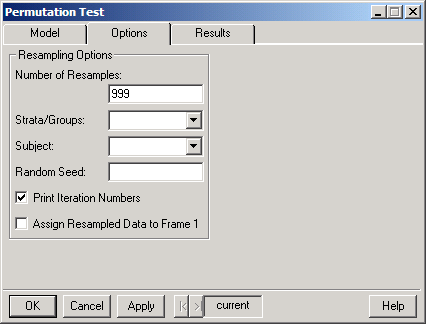 Permutation Test
Model Options Results
Resampling Options
Number of Resamples:
999
Strata/Groups:
Subject:
Random Seed:
Print Iteration Numbers
Assign Resampled Data to Frame 1
OK Cancel Apply current Help